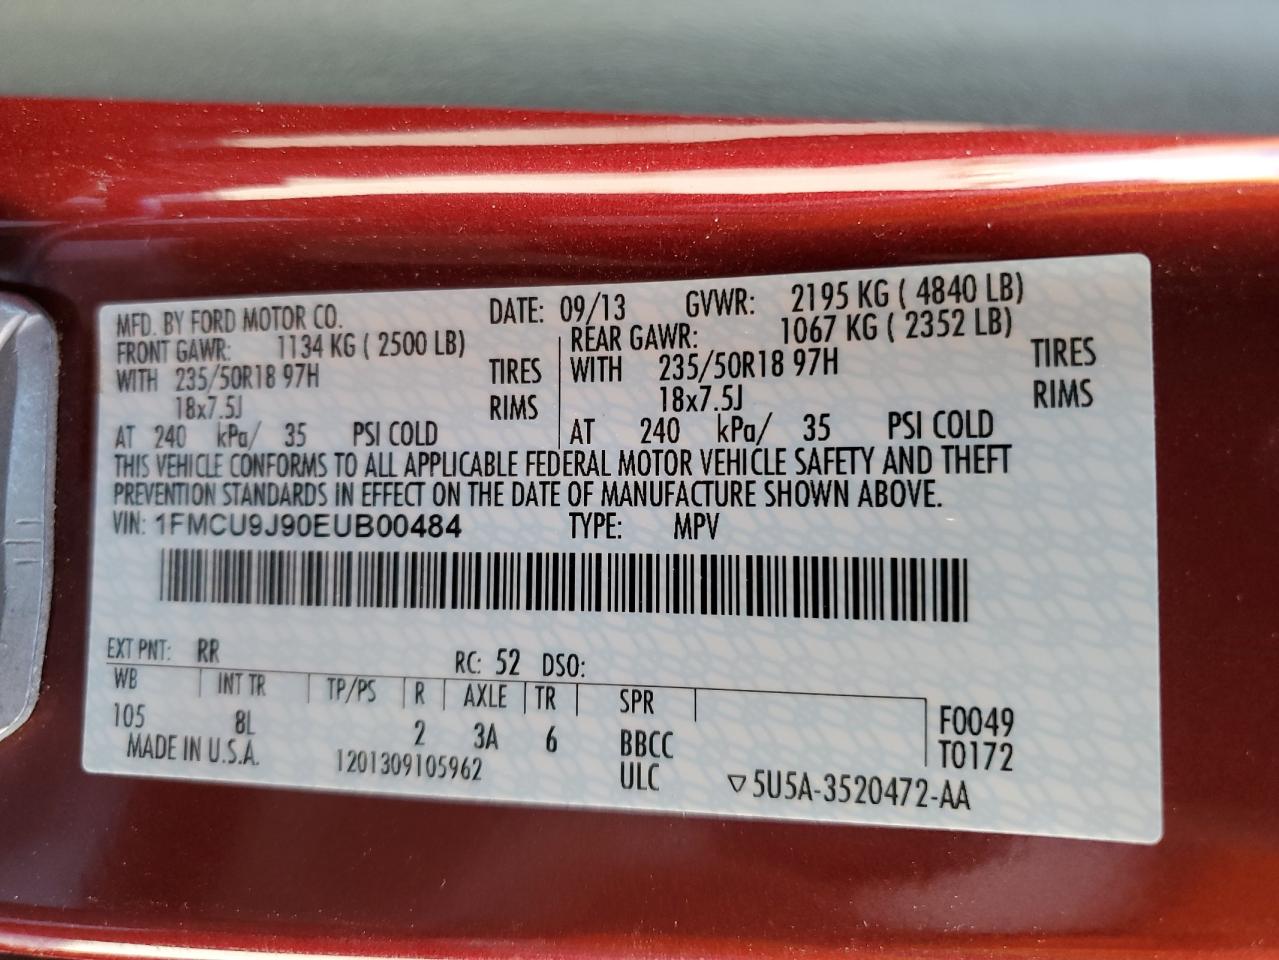 MFD. BY FORD MOTOR CO. DATE: 09/13 GVWR: 2195 KG ( 4840 LB)
FRONT GAWR: 1134 KG ( 2500 LB) REAR GAWR: 1067 KG ( 2352 LB)
WITH 235/50R18 97H TIRES WITH 235/50R18 97H TIRES
18x7.5J RIMS 18x7.5J RIMS
AT 240 kPa/ 35 PSI COLD AT 240 kPa/ 35 PSI COLD
THIS VEHICLE CONFORMS TO ALL APPLICABLE FEDERAL MOTOR VEHICLE SAFETY AND THEFT
PREVENTION STANDARDS IN EFFECT ON THE DATE OF MANUFACTURE SHOWN ABOVE.
VIN: 1FMCU9J90EUB00484 TYPE: MPV
EXT PNT: RR RC: 52 DSO:
WB INT TR TP/PS R AXLE TR SPR
105 8L 2 3A 6 BBCC F0049
MADE IN U.S.A. 1201309105962 ULC T0172
▽5U5A-3520472-AA